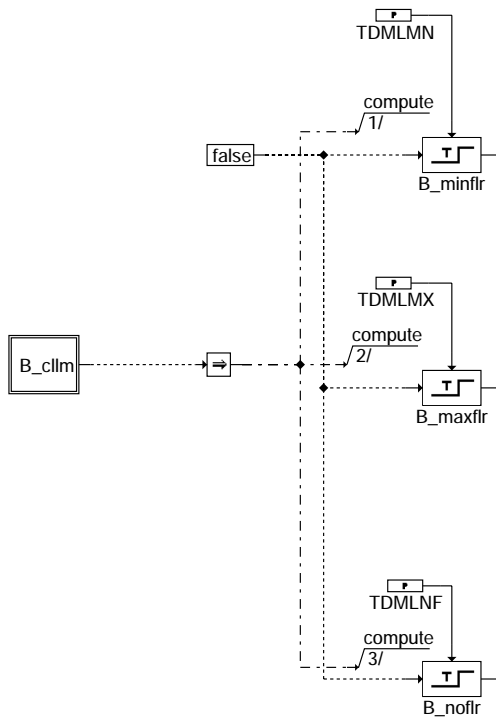 P
TDMLMN
compute
1/
false
T
B_minflr
P
TDMLMX
compute
2/
B_cllm
⇒
T
B_maxflr
P
TDMLNF
compute
3/
T
B_noflr